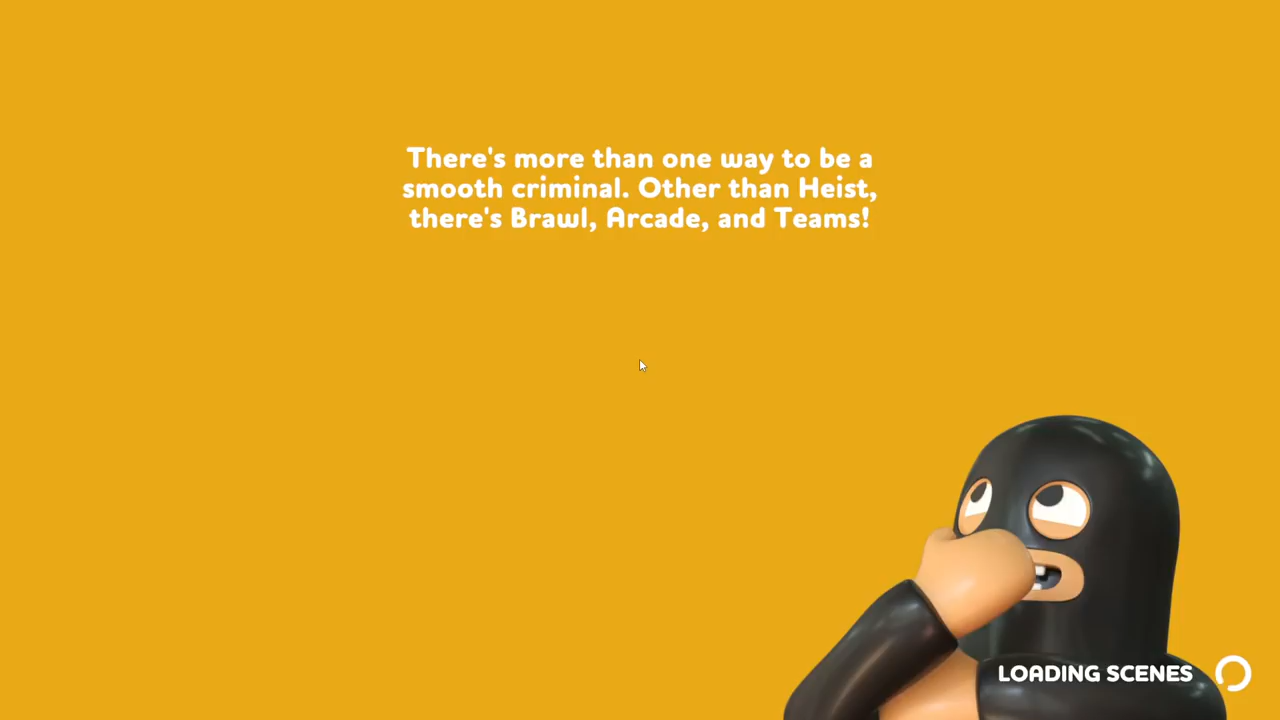 There's more than one way to be a
smooth criminal. Other than Heist,
there's Brawl, Arcade, and Teams!
LOADING SCENES